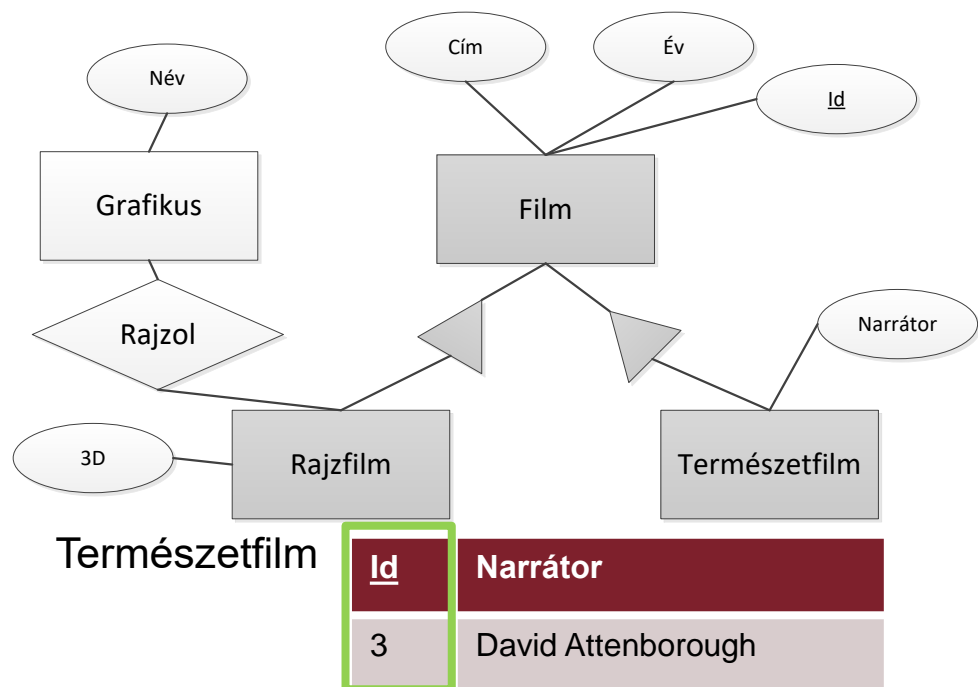 Cím
Év
Név
Id
Grafikus
Film
Rajzol
Narrátor
3D
Rajzfilm
Természetfilm
Természetfilm
Id
Narrátor
3
David Attenborough